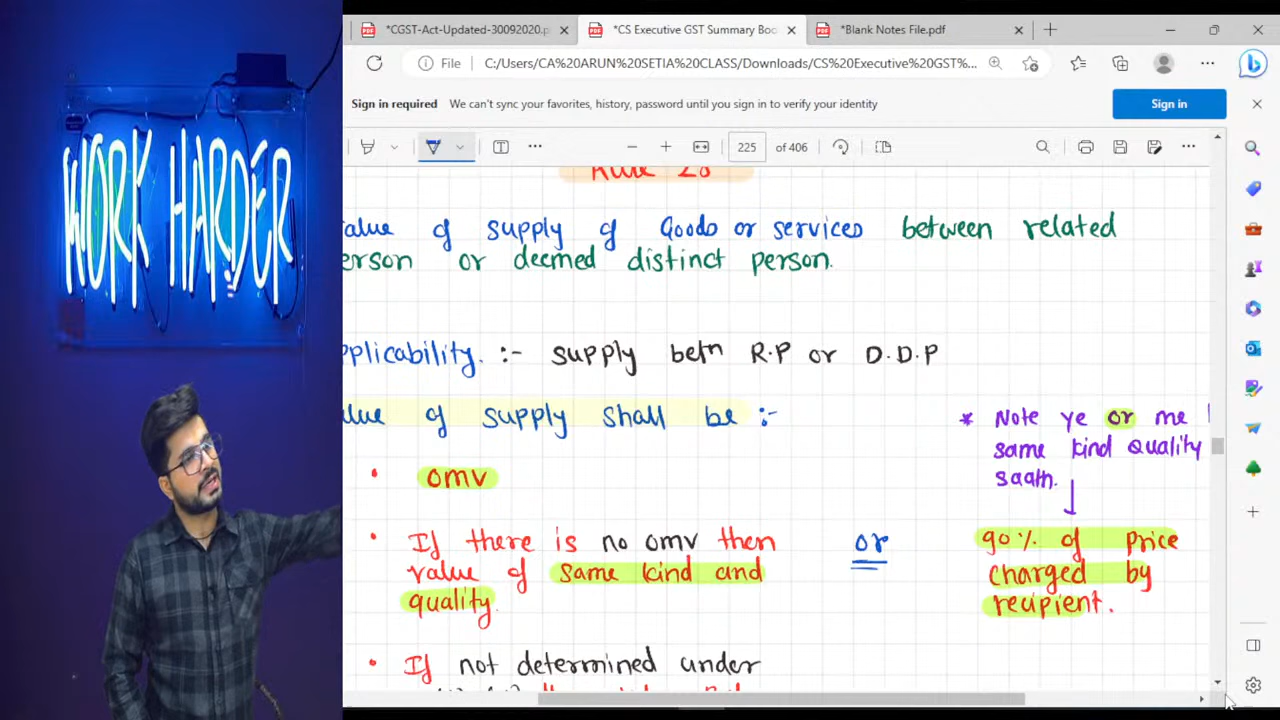 *CGST-Act-Updated-30092020.p
*CS Executive GST Summary Boo
*Blank Notes File.pdf
File
C:/Users/CA%20ARUN%20SETIA%20CLASS/Downloads/CS%20Executive%20GST%...
Sign in required We can't sync your favorites, history, password until you sign in to verify your identity
Sign in
225 of 406
WORK HARDER
Rule 28
value of supply of Goods or services between related
erson or deemed distinct person.
pplicability. :- supply betn R.P or D.D.P
alue of supply shall be :-
* Note ye or me
same kind Quality
saath.
• OMV
• If there is no omv then
value of same kind and
quality.
or
90% of Price
charged by
recipient.
• If not determined under